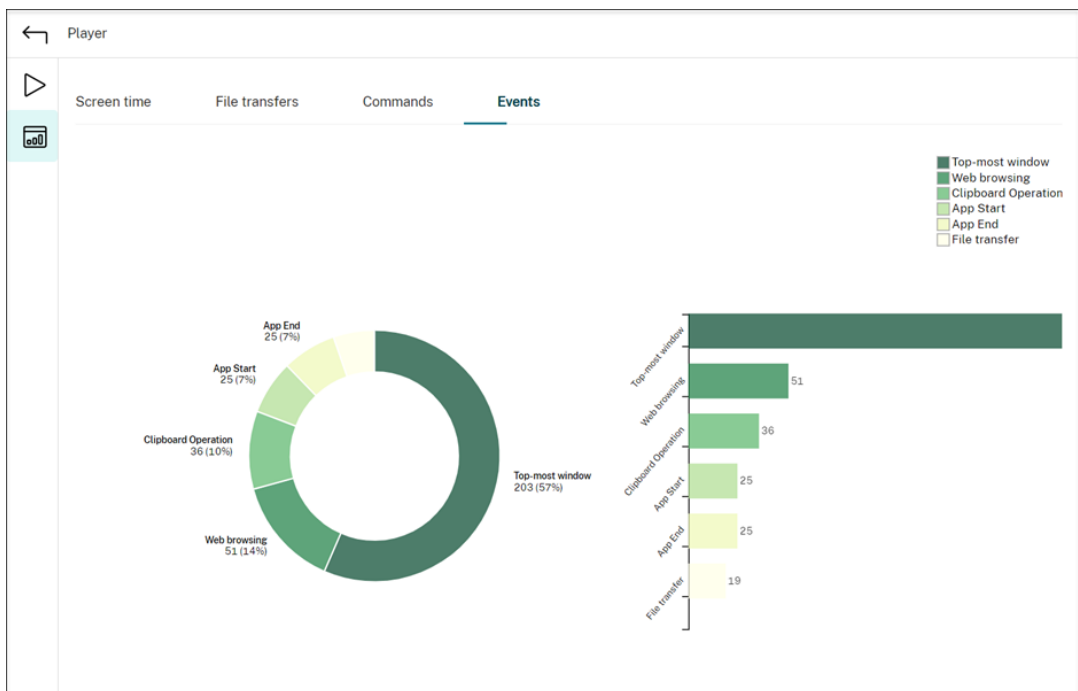 Player
Screen time
File transfers
Commands
Events
Top-most window
Web browsing
Clipboard Operation
App Start
App End
File transfer
App End
25 (7%)
App Start
25 (7%)
Clipboard Operation
36 (10%)
Web browsing
51 (14%)
Top-most window
203 (57%)
Top-most window
Web browsing
51
Clipboard Operation
36
App Start
25
App End
25
File transfer
19